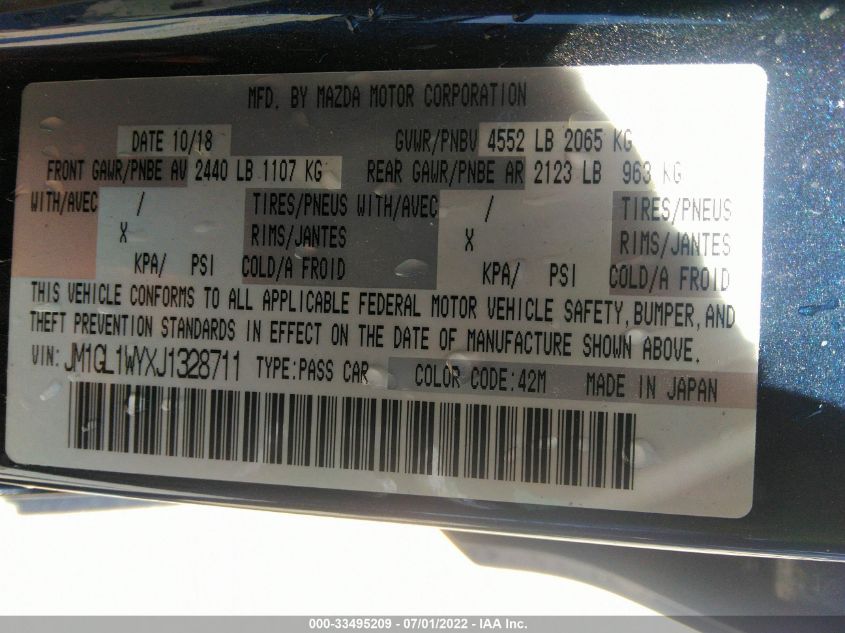 MFD. BY MAZDA MOTOR CORPORATION
DATE 10/18 GVWR/PNBV 4552 LB 2065 KG
FRONT GAWR/PNBE AV 2440 LB 1107 KG REAR GAWR/PNBE AR 2123 LB 963 KG
WITH/AVEC / TIRES/PNEUS WITH/AVEC / TIRES/PNEUS
X RIMS/JANTES X RIMS/JANTES
KPA/ PSI COLD/A FROID KPA/ PSI COLD/A FROID
THIS VEHICLE CONFORMS TO ALL APPLICABLE FEDERAL MOTOR VEHICLE SAFETY, BUMPER, AND
THEFT PREVENTION STANDARDS IN EFFECT ON THE DATE OF MANUFACTURE SHOWN ABOVE.
VIN: JM1GL1WYXJ1328711 TYPE:PASS CAR COLOR CODE:42M MADE IN JAPAN
000-33495209 - 07/01/2022 - IAA Inc.